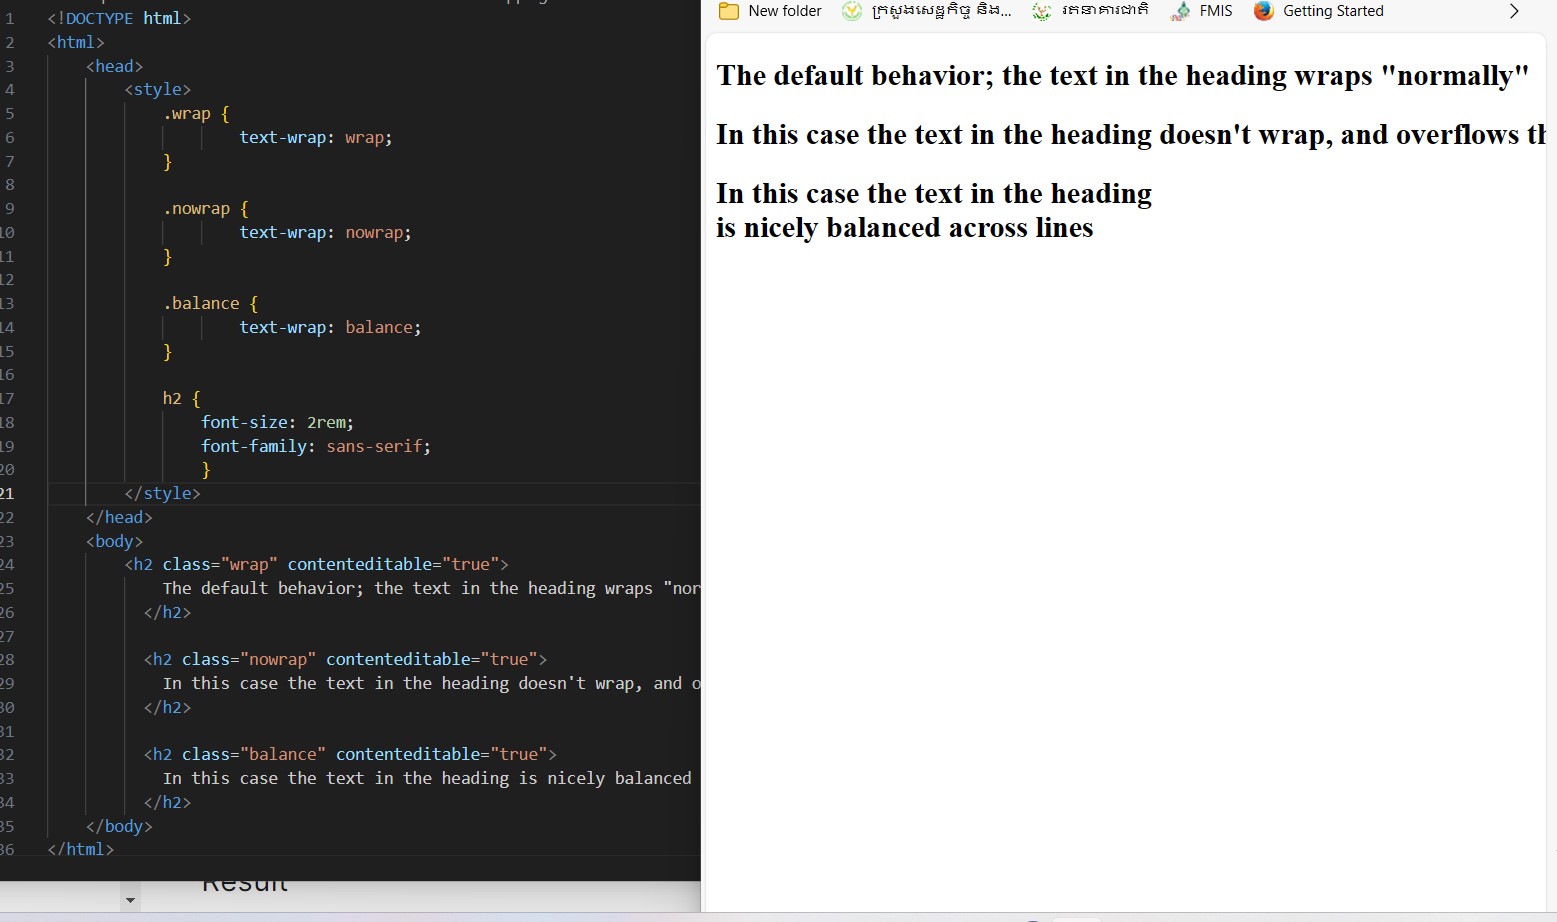 1 <!DOCTYPE html>
2 <html>
3 <head>
4 <style>
5 .wrap {
6 text-wrap: wrap;
7 }
8
9 .nowrap {
10 text-wrap: nowrap;
11 }
12
13 .balance {
14 text-wrap: balance;
15 }
16
17 h2 {
18 font-size: 2rem;
19 font-family: sans-serif;
20 }
21 </style>
22 </head>
23 <body>
24 <h2 class="wrap" contenteditable="true">
25 The default behavior; the text in the heading wraps "nor
26 </h2>
27
28 <h2 class="nowrap" contenteditable="true">
29 In this case the text in the heading doesn't wrap, and o
30 </h2>
31
32 <h2 class="balance" contenteditable="true">
33 In this case the text in the heading is nicely balanced
34 </h2>
35 </body>
36 </html>
Result
New folder ក្រសួងសេដ្ឋកិច្ច និង... រតនាគារជាតិ FMIS Getting Started
The default behavior; the text in the heading wraps "normally"
In this case the text in the heading doesn't wrap, and overflows th
In this case the text in the heading
is nicely balanced across lines